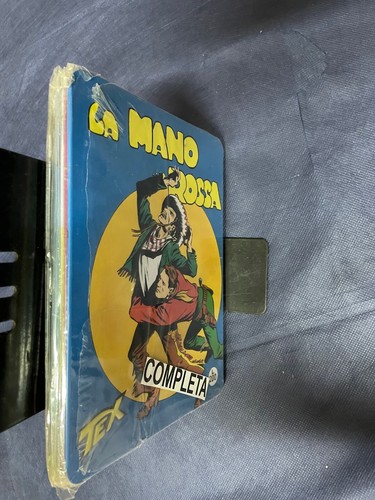 LA MANO
ROSSA
COMPLETA
TEX